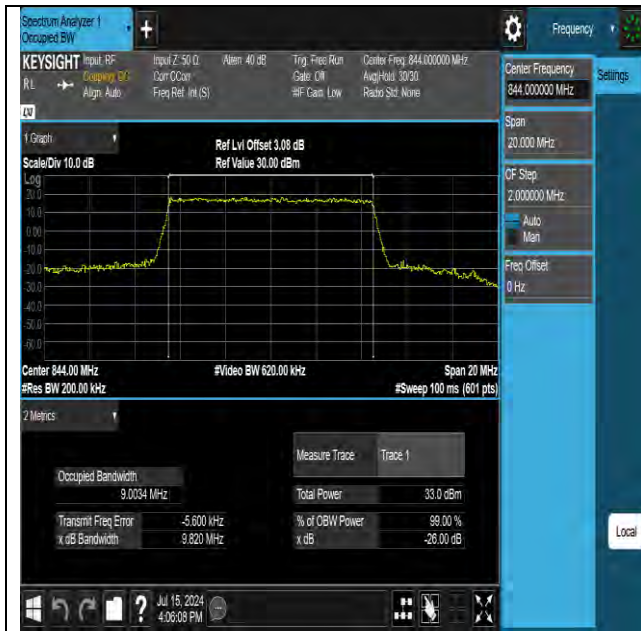 Spectrum Analyzer 1
Occupied BW
+
Frequency
KEYSIGHT Input: RF Input Z: 50 Ω Atten: 40 dB Trig: Free Run Center Freq: 844.000000 MHz
RL Coupling: DC Corr CCorr Gate: Off Avg|Hold: 30/30
Align: Auto Freq Ref: Int (S) #IF Gain: Low Radio Std: None
LXI
Center Frequency
844.000000 MHz
Settings
Span
20.000 MHz
CF Step
2.000000 MHz
Auto
Man
Freq Offset
0 Hz
1 Graph
Ref Lvl Offset 3.08 dB
Scale/Div 10.0 dB Ref Value 30.00 dBm
Log
20.0
10.0
0.00
-10.0
-20.0
-30.0
-40.0
-50.0
-60.0
Center 844.00 MHz #Video BW 620.00 kHz Span 20 MHz
#Res BW 200.00 kHz #Sweep 100 ms (601 pts)
2 Metrics
Measure Trace Trace 1
Occupied Bandwidth
9.0034 MHz
Total Power 33.0 dBm
Transmit Freq Error -5.600 kHz % of OBW Power 99.00 %
x dB Bandwidth 9.820 MHz x dB -26.00 dB
Local
?
Jul 15, 2024
4:06:08 PM